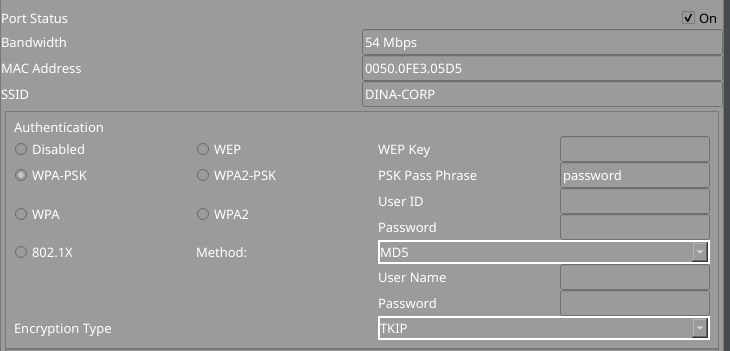 Port Status On
Bandwidth 54 Mbps
MAC Address 0050.0FE3.05D5
SSID DINA-CORP
Authentication
Disabled WEP WEP Key
WPA-PSK WPA2-PSK PSK Pass Phrase password
User ID
WPA WPA2
Password
802.1X Method: MD5
User Name
Password
Encryption Type TKIP